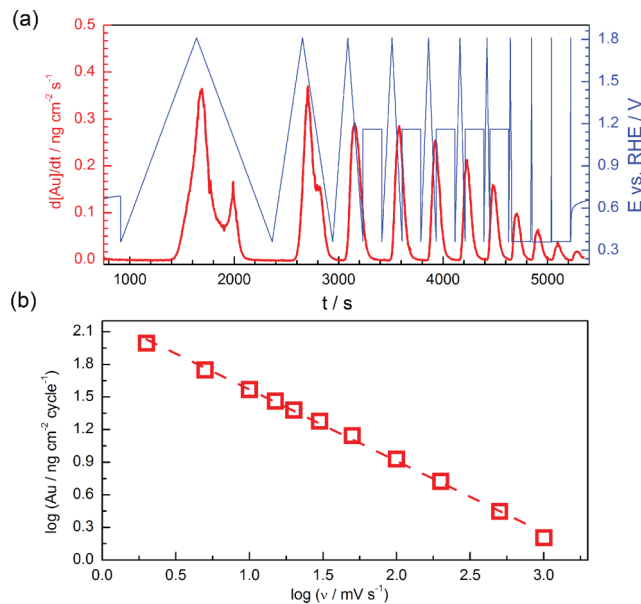 (a)
d[Au]/dt / ng cm⁻² s⁻¹
0.5
0.4
0.3
0.2
0.1
0.0
1.8
1.5
1.2
0.9
0.6
0.3
E vs. RHE / V
1000 2000 3000 4000 5000
t / s
(b)
log (Au / ng cm⁻² cycle⁻¹)
2.1
1.8
1.5
1.2
0.9
0.6
0.3
0.0
0.0 0.5 1.0 1.5 2.0 2.5 3.0
log (ν / mV s⁻¹)